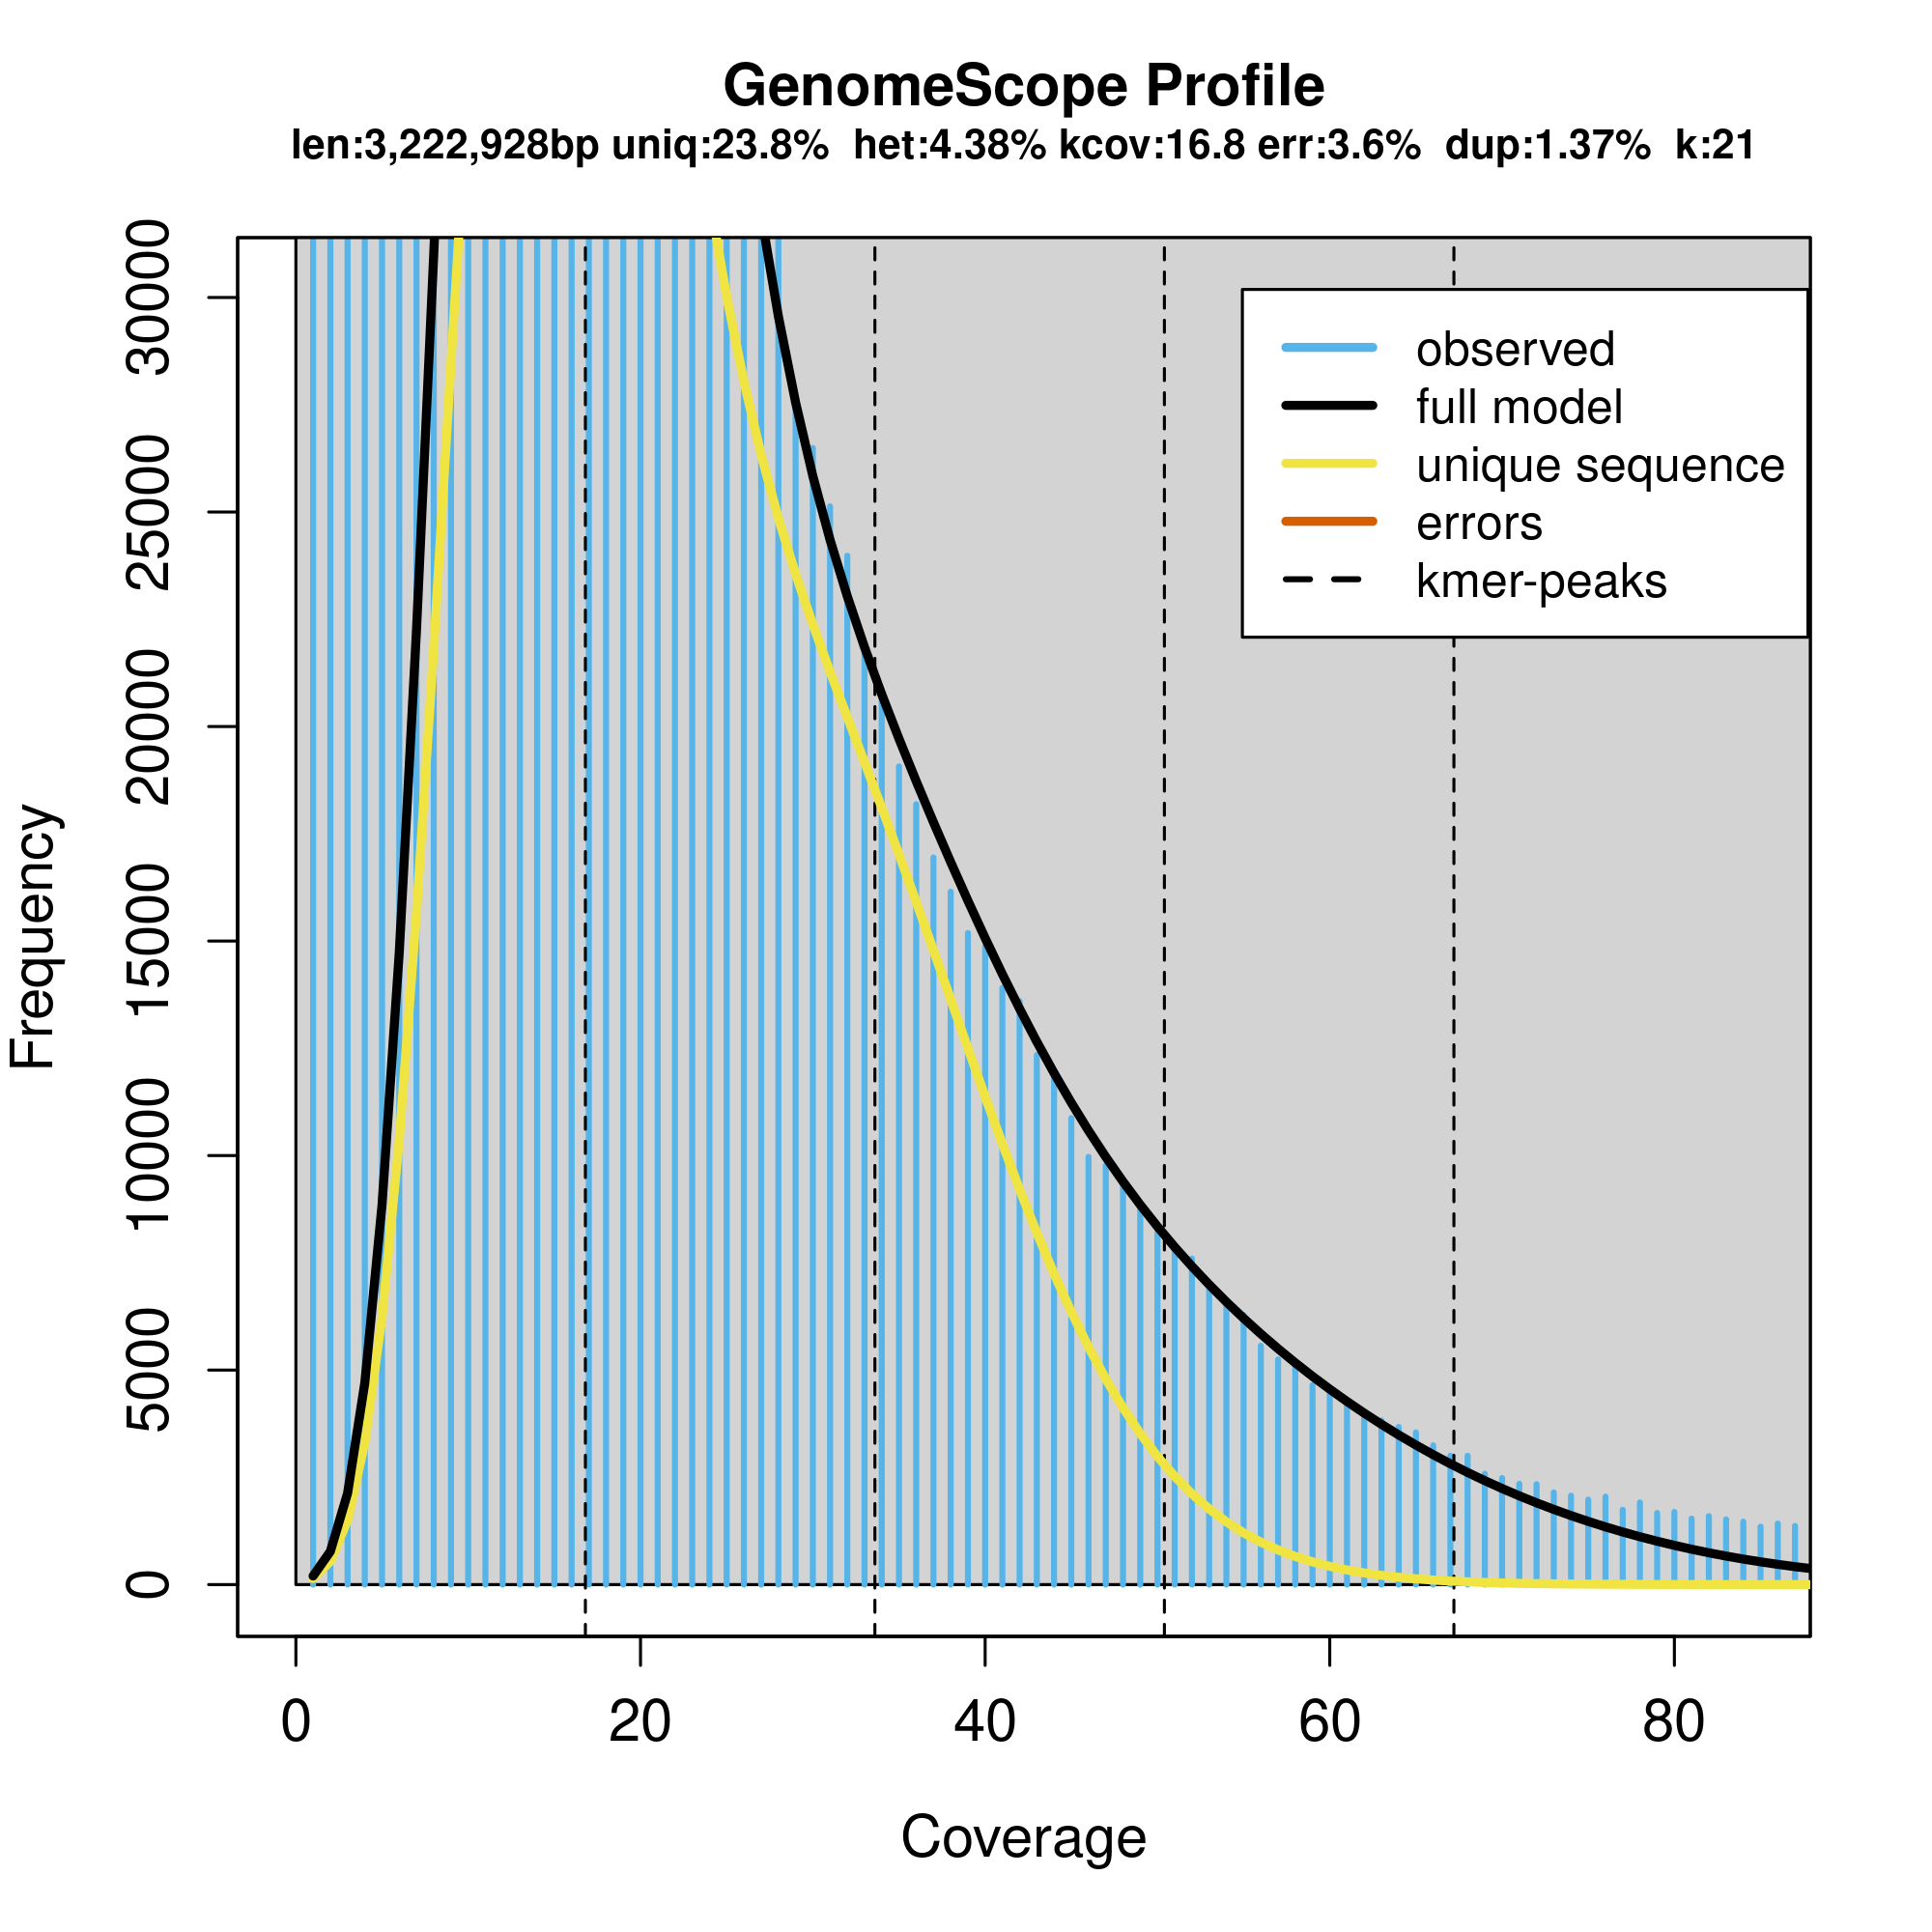 GenomeScope Profile
len:3,222,928bp uniq:23.8% het:4.38% kcov:16.8 err:3.6% dup:1.37% k:21
30000
25000
20000
15000
10000
5000
0
Frequency
observed
full model
unique sequence
errors
kmer-peaks
0 20 40 60 80
Coverage